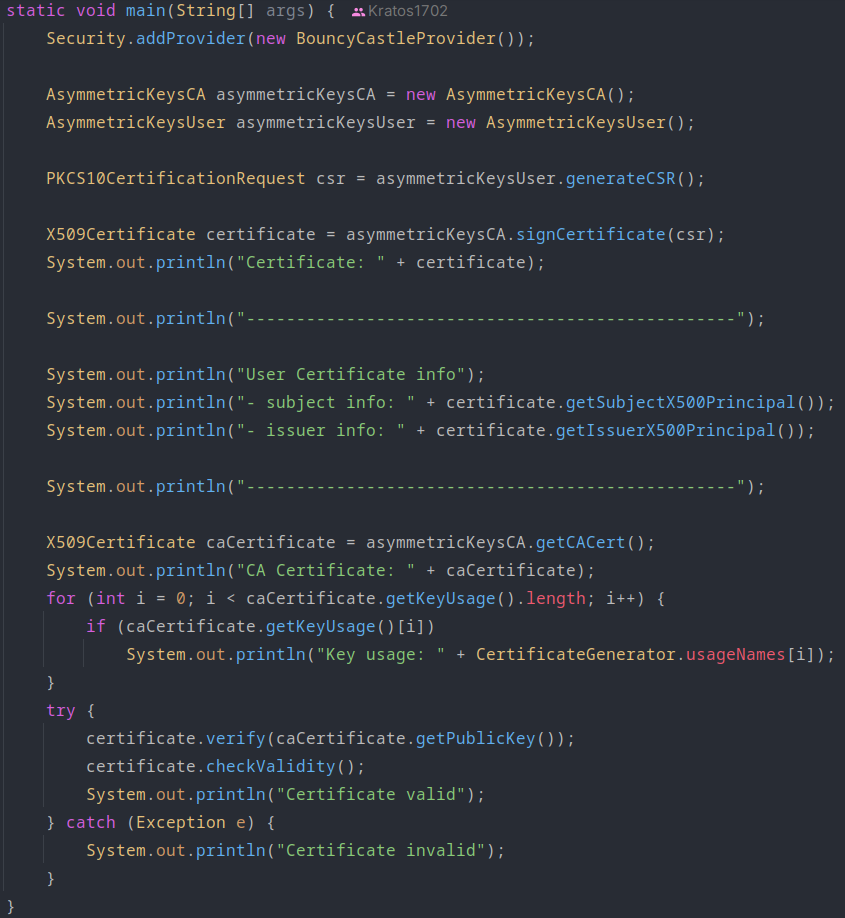 static void main(String[] args) { Kratos1702
    Security.addProvider(new BouncyCastleProvider());
    AsymmetricKeysCA asymmetricKeysCA = new AsymmetricKeysCA();
    AsymmetricKeysUser asymmetricKeysUser = new AsymmetricKeysUser();
    PKCS10CertificationRequest csr = asymmetricKeysUser.generateCSR();
    X509Certificate certificate = asymmetricKeysCA.signCertificate(csr);
    System.out.println("Certificate: " + certificate);
    System.out.println("-------------------------------------------------");
    System.out.println("User Certificate info");
    System.out.println("- subject info: " + certificate.getSubjectX500Principal());
    System.out.println("- issuer info: " + certificate.getIssuerX500Principal());
    System.out.println("-------------------------------------------------");
    X509Certificate caCertificate = asymmetricKeysCA.getCACert();
    System.out.println("CA Certificate: " + caCertificate);
    for (int i = 0; i < caCertificate.getKeyUsage().length; i++) {
        if (caCertificate.getKeyUsage()[i])
            System.out.println("Key usage: " + CertificateGenerator.usageNames[i]);
    }
    try {
        certificate.verify(caCertificate.getPublicKey());
        certificate.checkValidity();
        System.out.println("Certificate valid");
    } catch (Exception e) {
        System.out.println("Certificate invalid");
    }
}